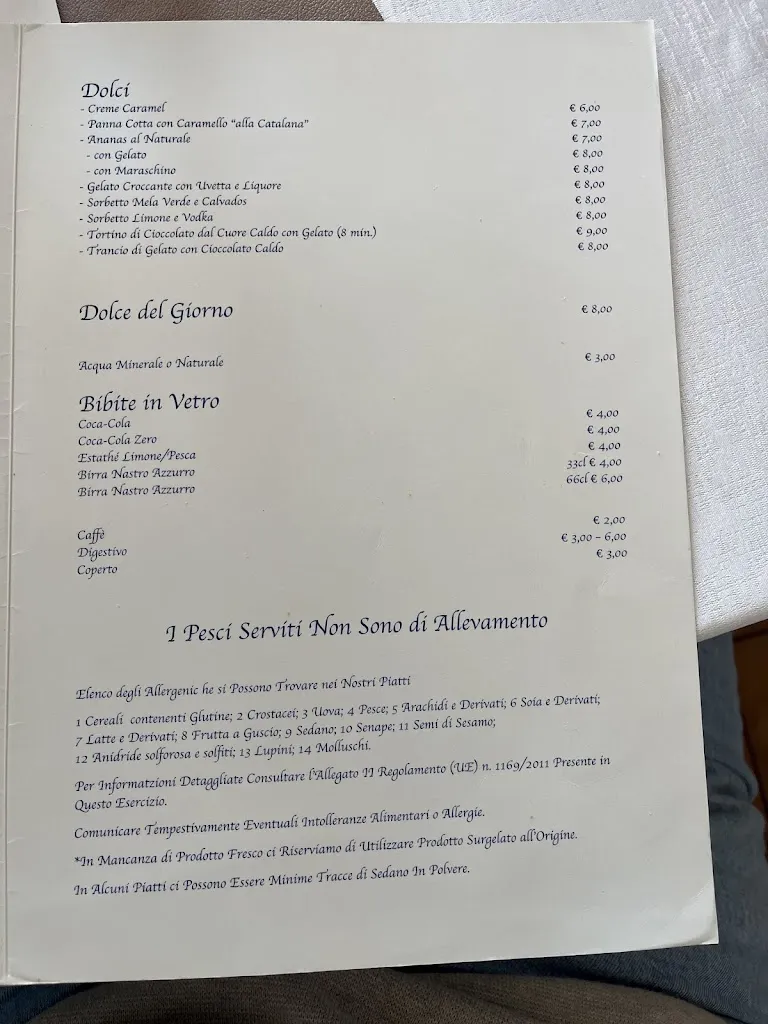 Dolci
- Creme Caramel € 6,00
- Panna Cotta con Caramello "alla Catalana" € 7,00
- Ananas al Naturale € 7,00
- con Gelato € 8,00
- con Maraschino € 8,00
- Gelato Croccante con Uvetta e Liquore € 8,00
- Sorbetto Mela Verde e Calvados € 8,00
- Sorbetto Limone e Vodka € 8,00
- Tortino di Cioccolato dal Cuore Caldo con Gelato (8 min.) € 9,00
- Trancio di Gelato con Cioccolato Caldo € 8,00
Dolce del Giorno € 8,00
Acqua Minerale o Naturale € 3,00
Bibite in Vetro
Coca-Cola € 4,00
Coca-Cola Zero € 4,00
Estathé Limone/Pesca € 4,00
Birra Nastro Azzurro 33cl € 4,00
Birra Nastro Azzurro 66cl € 6,00
Caffè € 2,00
Digestivo € 3,00 - 6,00
Coperto € 3,00
I Pesci Serviti Non Sono di Allevamento
Elenco degli Allergenic he si Possono Trovare nei Nostri Piatti
1 Cereali contenenti Glutine; 2 Crostacei; 3 Uova; 4 Pesce; 5 Arachidi e Derivati; 6 Soia e Derivati;
7 Latte e Derivati; 8 Frutta a Guscio; 9 Sedano; 10 Senape; 11 Semi di Sesamo;
12 Anidride solforosa e solfiti; 13 Lupini; 14 Molluschi.
Per Informatzioni Detaggliate Consultare l'Allegato II Regolamento (UE) n. 1169/2011 Presente in
Questo Esercizio.
Comunicare Tempestivamente Eventuali Intolleranze Alimentari o Allergie.
*In Mancanza di Prodotto Fresco ci Riserviamo di Utilizzare Prodotto Surgelato all'Origine.
In Alcuni Piatti ci Possono Essere Minime Tracce di Sedano In Polvere.